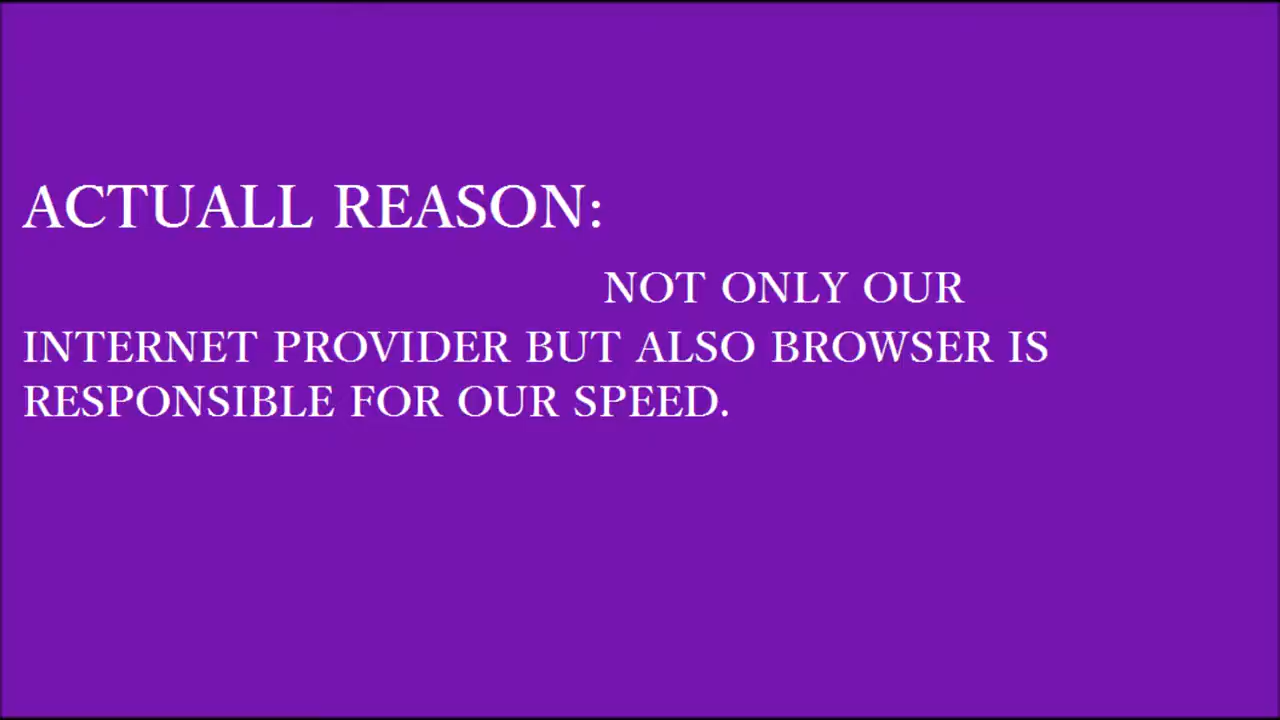 ACTUALL REASON:
NOT ONLY OUR
INTERNET PROVIDER BUT ALSO BROWSER IS
RESPONSIBLE FOR OUR SPEED.